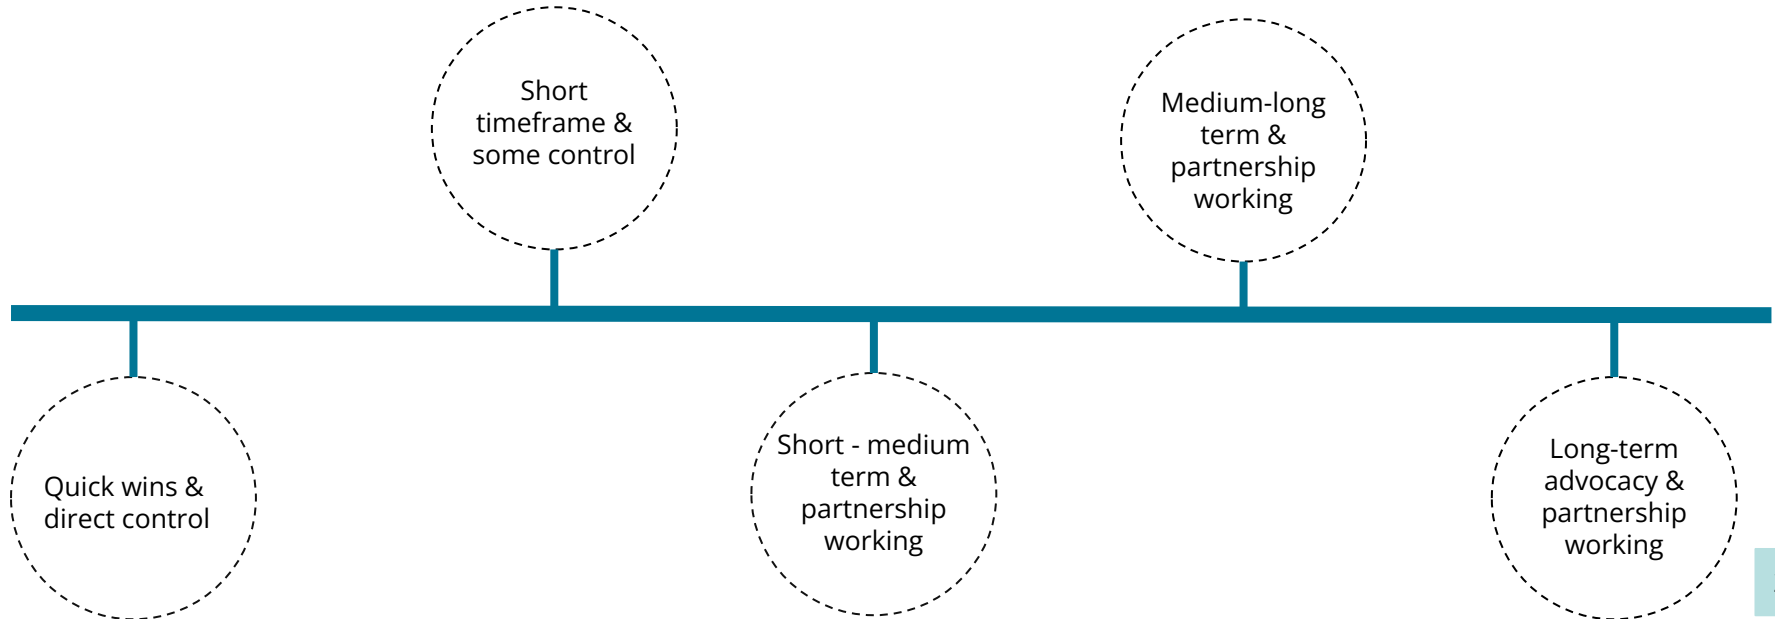 Short
timeframe &
some control
Medium-long
term &
partnership
working
Quick wins &
direct control
Short - medium
term &
partnership
working
Long-term
advocacy &
partnership
working